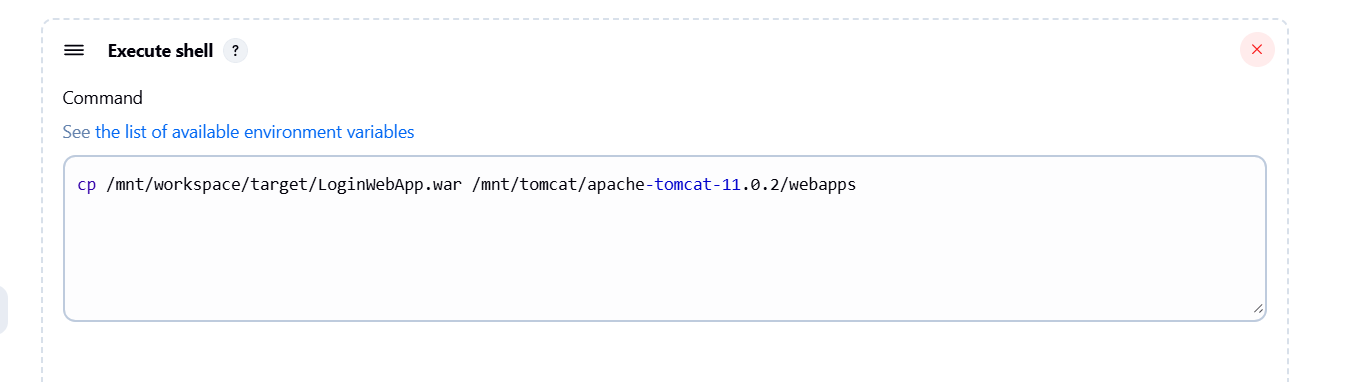 Execute shell ?
Command
See the list of available environment variables
cp /mnt/workspace/target/LoginWebApp.war /mnt/tomcat/apache-tomcat-11.0.2/webapps